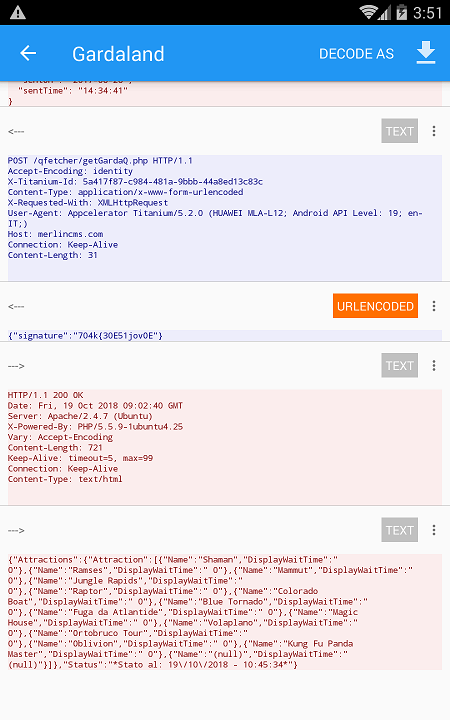 3:51
Gardaland
DECODE AS
"sentTime": "14:34:41"
}
<---
TEXT
POST /qfetcher/getGardaQ.php HTTP/1.1
Accept-Encoding: identity
X-Titanium-Id: 5a417f87-c984-481a-9bbb-44a8ed13c83c
Content-Type: application/x-www-form-urlencoded
X-Requested-With: XMLHttpRequest
User-Agent: Appcelerator Titanium/5.2.0 (HUAWEI MLA-L12; Android API Level: 19; en-
IT;)
Host: merlincms.com
Connection: Keep-Alive
Content-Length: 31
<---
URLENCODED
{"signature":"704k{30E51jovOE"}
--->
TEXT
HTTP/1.1 200 OK
Date: Fri, 19 Oct 2018 09:02:40 GMT
Server: Apache/2.4.7 (Ubuntu)
X-Powered-By: PHP/5.5.9-1ubuntu4.25
Vary: Accept-Encoding
Content-Length: 721
Keep-Alive: timeout=5, max=99
Connection: Keep-Alive
Content-Type: text/html
--->
TEXT
{"Attractions":{"Attraction":[{"Name":"Shaman","DisplayWaitTime":"
0"},{"Name":"Ramses","DisplayWaitTime":" 0"},{"Name":"Mammut","DisplayWaitTime":"
0"},{"Name":"Jungle Rapids","DisplayWaitTime":"
0"},{"Name":"Raptor","DisplayWaitTime":" 0"},{"Name":"Colorado
Boat","DisplayWaitTime":" 0"},{"Name":"Blue Tornado","DisplayWaitTime":"
0"},{"Name":"Fuga da Atlantide","DisplayWaitTime":" 0"},{"Name":"Magic
House","DisplayWaitTime":" 0"},{"Name":"Volaplano","DisplayWaitTime":"
0"},{"Name":"Ortobruco Tour","DisplayWaitTime":"
0"},{"Name":"Oblivion","DisplayWaitTime":" 0"},{"Name":"Kung Fu Panda
Master","DisplayWaitTime":" 0"},{"Name":"(null)","DisplayWaitTime":"
(null)"}]},"Status":"*Stato al: 19\/10\/2018 - 10:45:34*"}